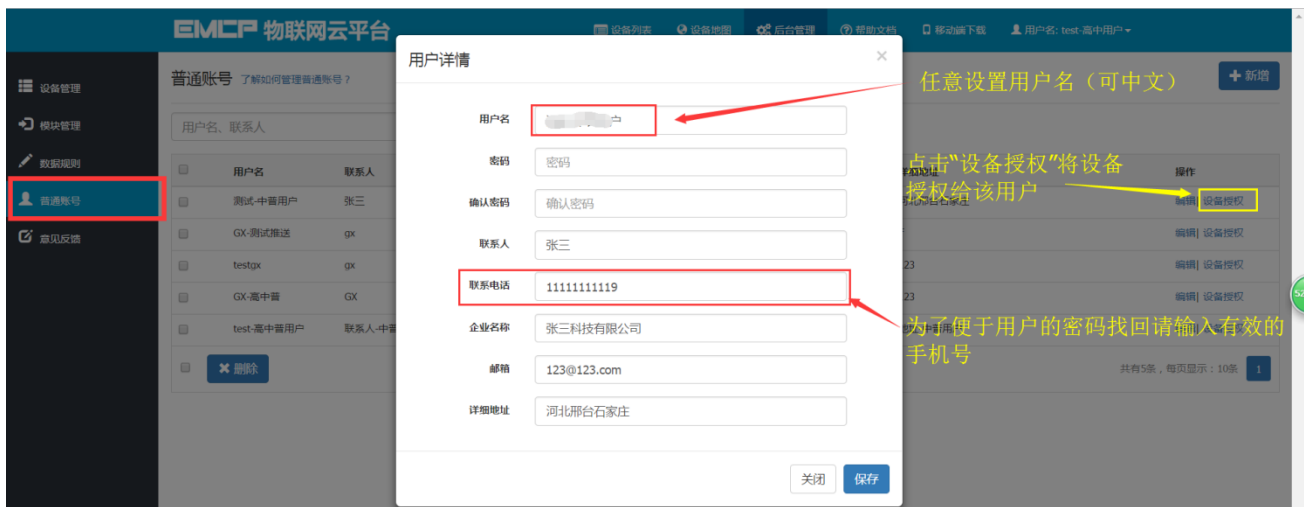 EMCP 物联网云平台
设备列表
设备地图
后台管理
帮助文档
移动端下载
用户名: test-高中用户
设备管理
模块管理
数据规则
普通账号
意见反馈
普通账号 了解如何管理普通账号？
新增
用户名、联系人
用户名 联系人 操作
测试-中普用户 张三 编辑| 设备授权
GX-测试推送 gx 编辑| 设备授权
testgx gx 23 编辑| 设备授权
GX-高中普 GX 23 编辑| 设备授权
test-高中普用户 联系人-中普
删除
共有5条，每页显示：10条 1
用户详情
用户名 户
密码 密码
确认密码 确认密码
联系人 张三
联系电话 11111111119
企业名称 张三科技有限公司
邮箱 123@123.com
详细地址 河北邢台石家庄
关闭 保存
任意设置用户名（可中文）
点击“设备授权”将设备
授权给该用户
为了便于用户的密码找回请输入有效的
手机号
52